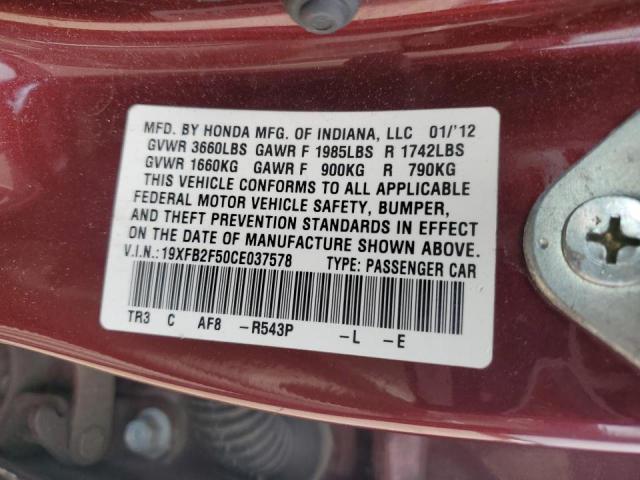 MFD. BY HONDA MFG. OF INDIANA, LLC 01/'12
GVWR 3660LBS GAWR F 1985LBS R 1742LBS
GVWR 1660KG GAWR F 900KG R 790KG
THIS VEHICLE CONFORMS TO ALL APPLICABLE
FEDERAL MOTOR VEHICLE SAFETY, BUMPER,
AND THEFT PREVENTION STANDARDS IN EFFECT
ON THE DATE OF MANUFACTURE SHOWN ABOVE.
V.I.N.: 19XFB2F50CE037578 TYPE: PASSENGER CAR
TR3 C AF8 -R543P -L -E